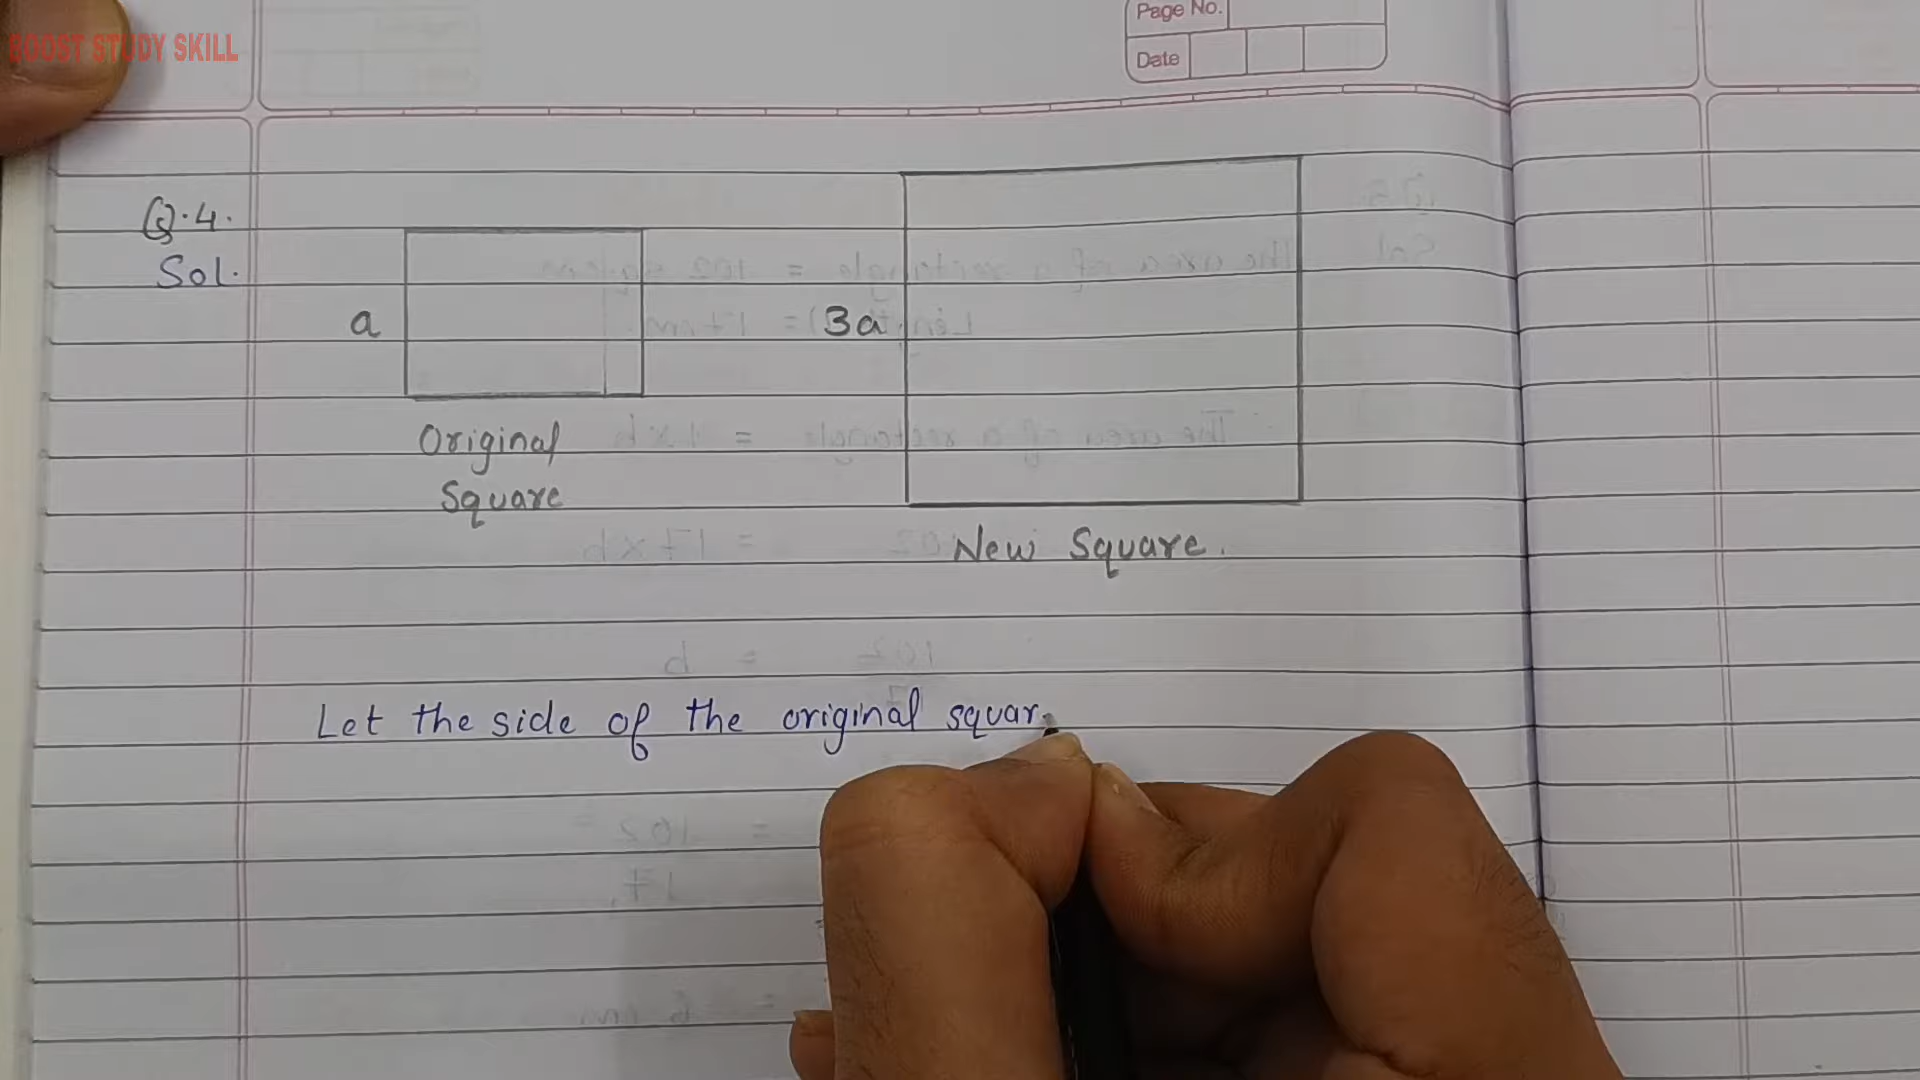 BOOST STUDY SKILL
Page No.
Date
Q.4.
Sol.
a
3a
Original
Square
New Square.
Let the side of the original squar